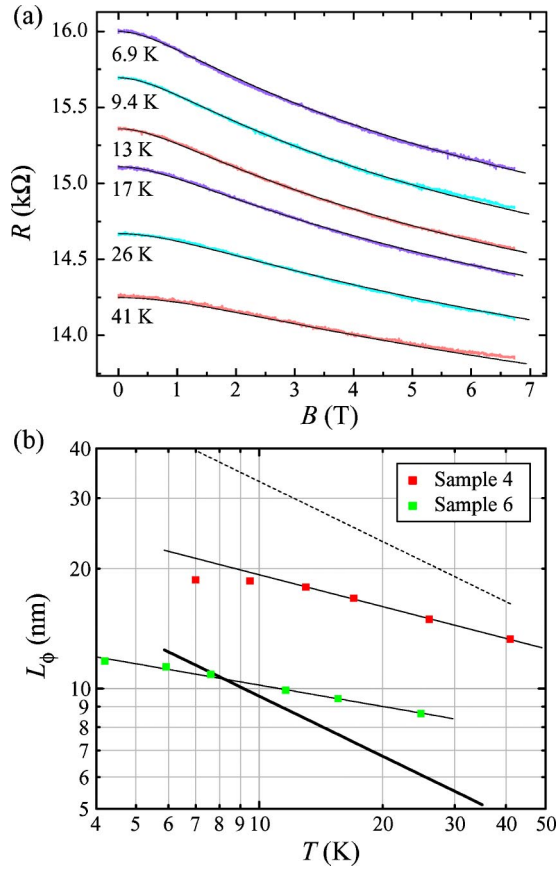 (a)
16.0
15.5
15.0
14.5
14.0
R (kΩ)
6.9 K
9.4 K
13 K
17 K
26 K
41 K
0 1 2 3 4 5 6 7
B (T)
(b)
40
30
20
10
9
8
7
6
5
Lϕ (nm)
Sample 4
Sample 6
4 5 6 7 8 9 10 20 30 40 50
T (K)